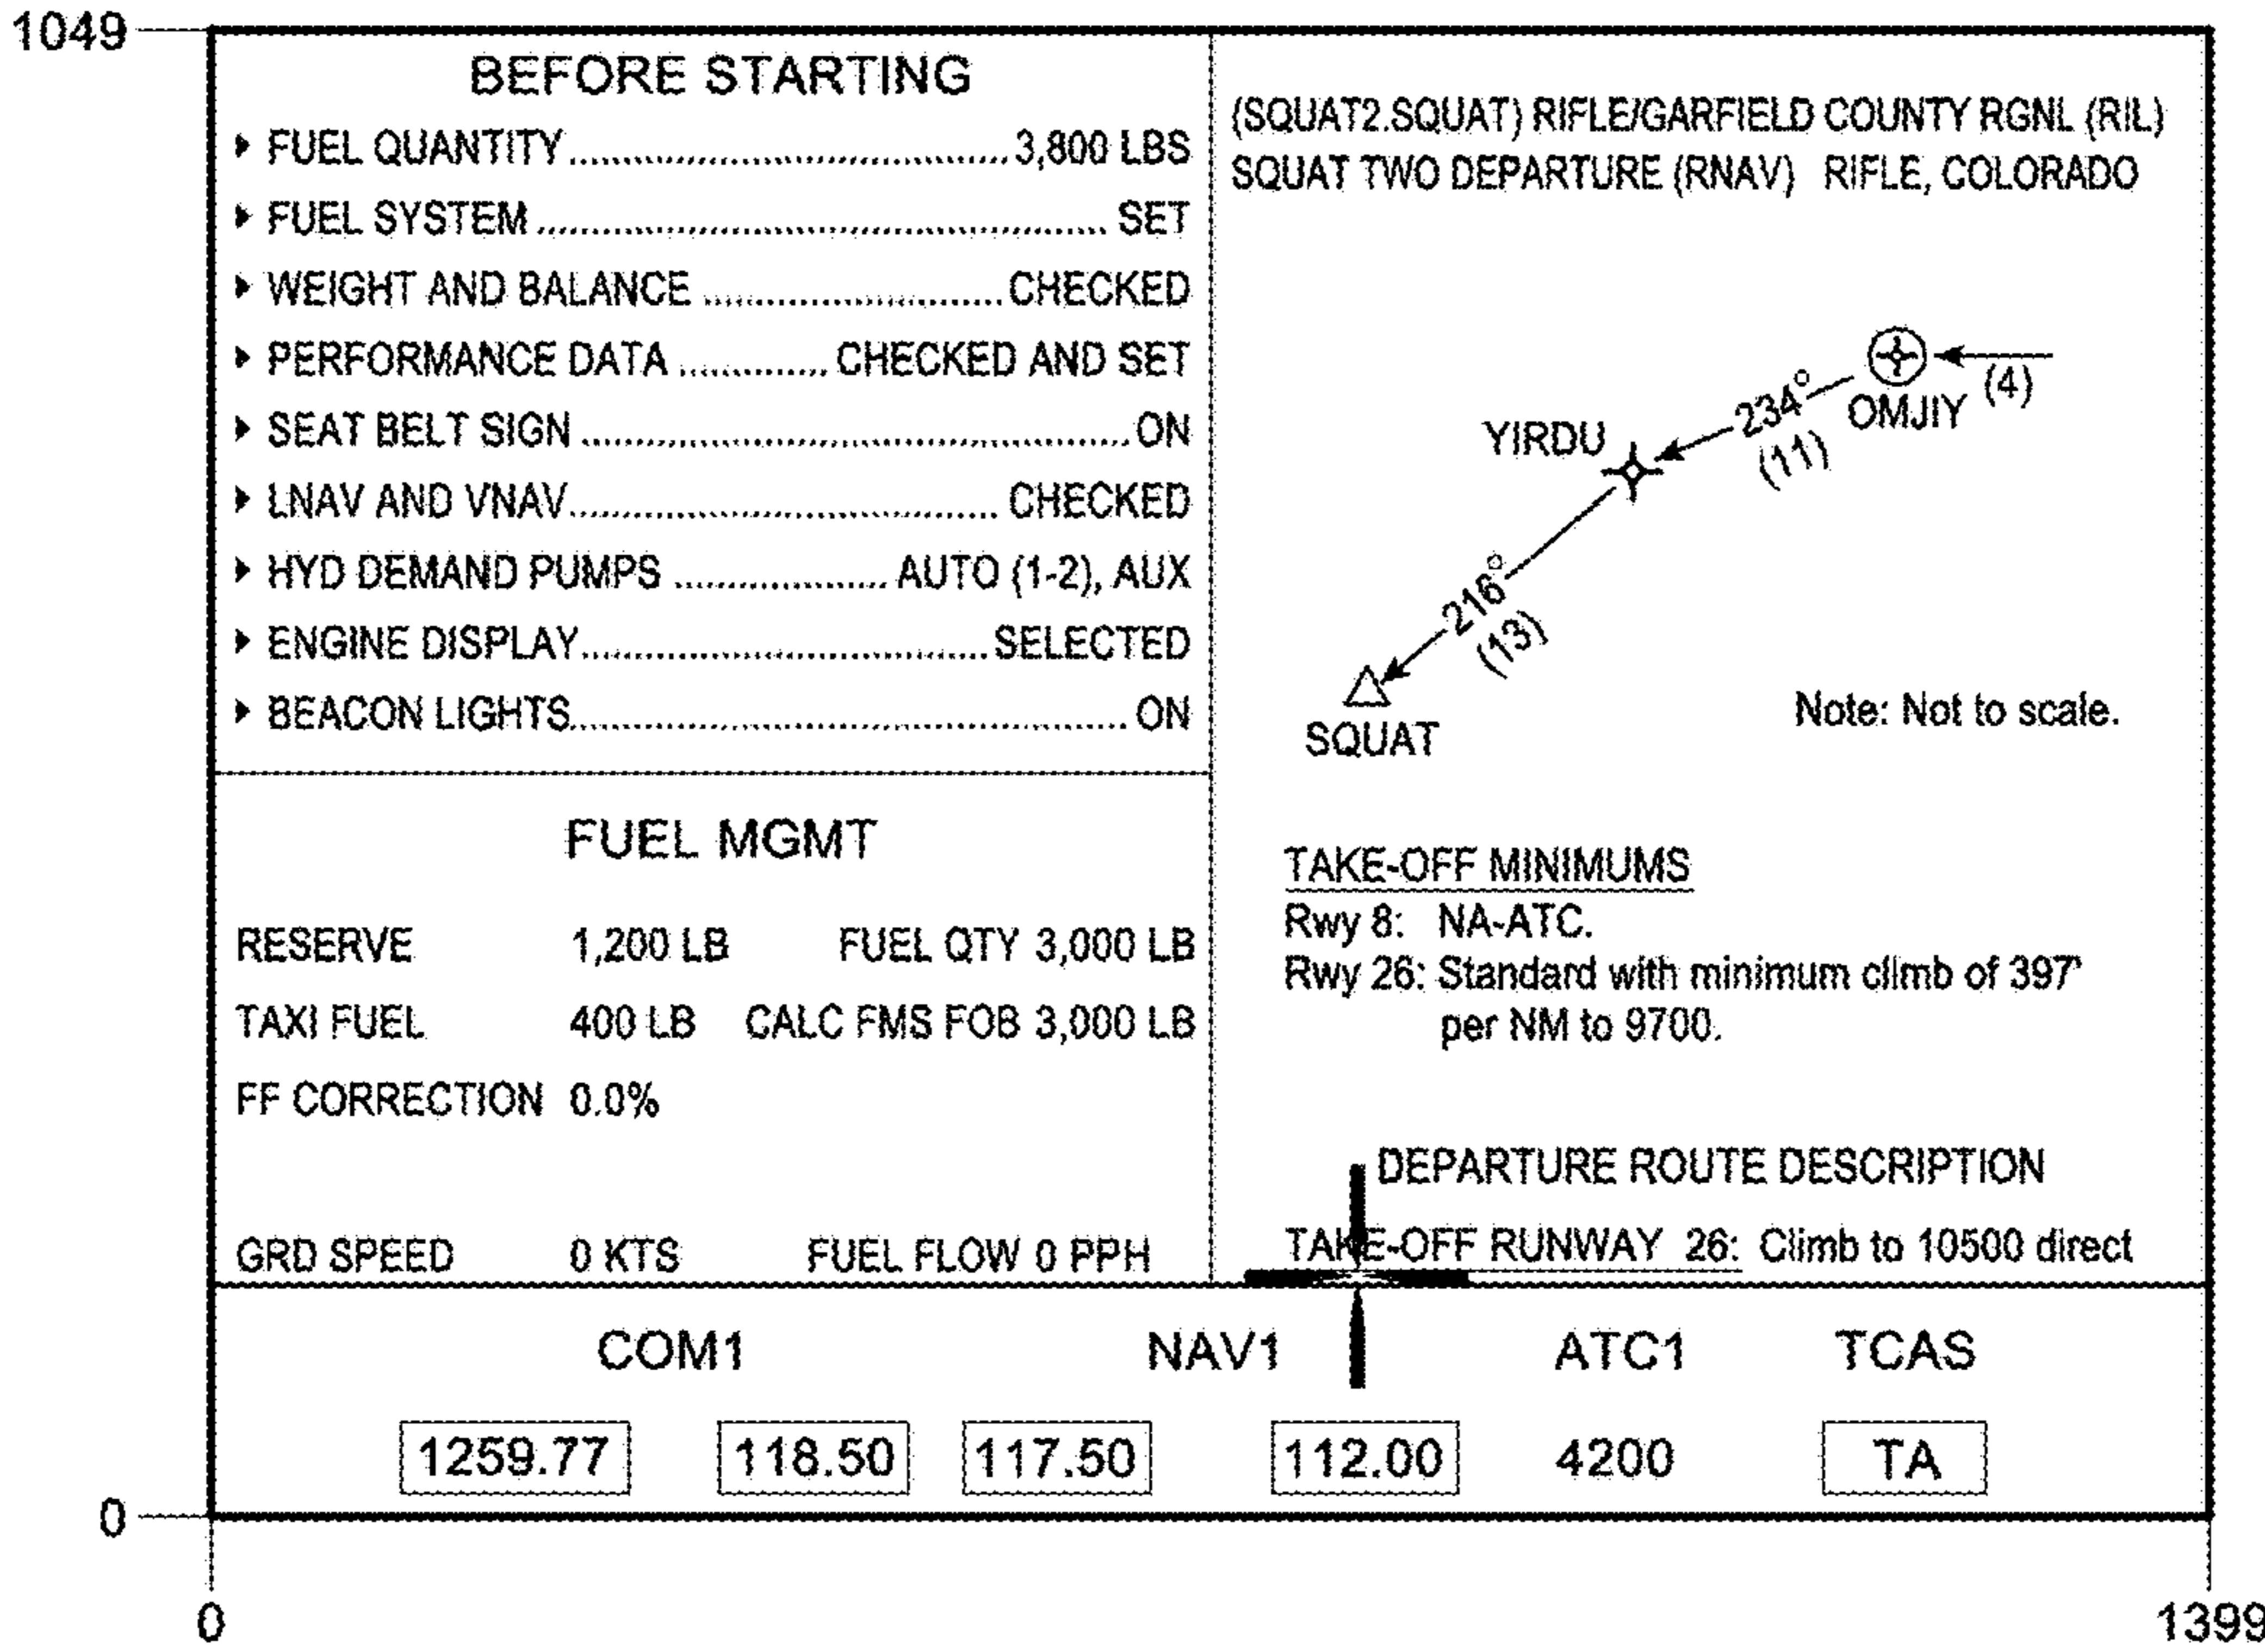 1049
BEFORE STARTING
▸ FUEL QUANTITY.......................................3,800 LBS
▸ FUEL SYSTEM.................................................... SET
▸ WEIGHT AND BALANCE...........................CHECKED
▸ PERFORMANCE DATA.............. CHECKED AND SET
▸ SEAT BELT SIGN..................................................ON
▸ LNAV AND VNAV....................................... CHECKED
▸ HYD DEMAND PUMPS................... AUTO (1-2), AUX
▸ ENGINE DISPLAY.....................................SELECTED
▸ BEACON LIGHTS...................................................ON
FUEL MGMT
RESERVE 1,200 LB FUEL QTY 3,000 LB
TAXI FUEL 400 LB CALC FMS FOB 3,000 LB
FF CORRECTION 0.0%
GRD SPEED 0 KTS FUEL FLOW 0 PPH
(SQUAT2.SQUAT) RIFLE/GARFIELD COUNTY RGNL (RIL)
SQUAT TWO DEPARTURE (RNAV) RIFLE, COLORADO
(4)
OMJIY
234°
(11)
YIRDU
216°
(13)
SQUAT
Note: Not to scale.
TAKE-OFF MINIMUMS
Rwy 8: NA-ATC.
Rwy 26: Standard with minimum climb of 397'
per NM to 9700.
DEPARTURE ROUTE DESCRIPTION
TAKE-OFF RUNWAY 26: Climb to 10500 direct
COM1 NAV1 ATC1 TCAS
1259.77 118.50 117.50 112.00 4200 TA
0
0 1399